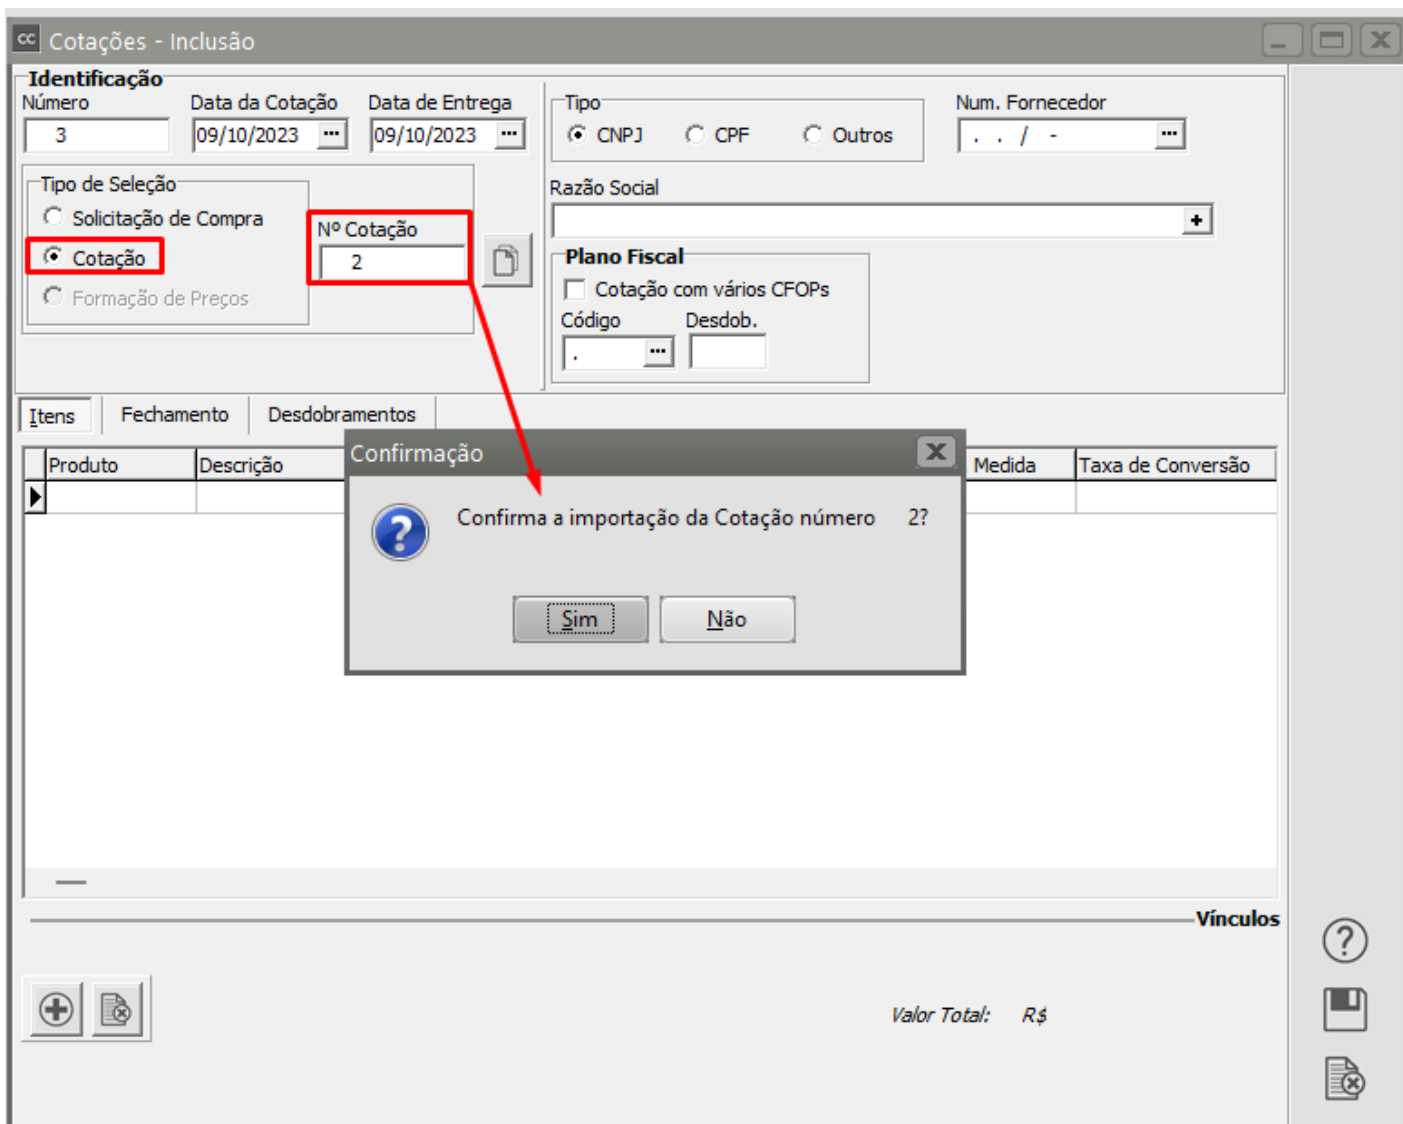 cc Cotações - Inclusão
Identificação
Número Data da Cotação Data de Entrega
3 09/10/2023 ... 09/10/2023 ...
Tipo
CNPJ CPF Outros
Num. Fornecedor
. . / - ...
Tipo de Seleção
Solicitação de Compra
Cotação
Formação de Preços
Nº Cotação
2
Razão Social
+
Plano Fiscal
Cotação com vários CFOPs
Código Desdob.
. ...
Itens Fechamento Desdobramentos
Produto Descrição Medida Taxa de Conversão
Confirmação
Confirma a importação da Cotação número 2?
Sim Não
Vínculos
Valor Total: R$